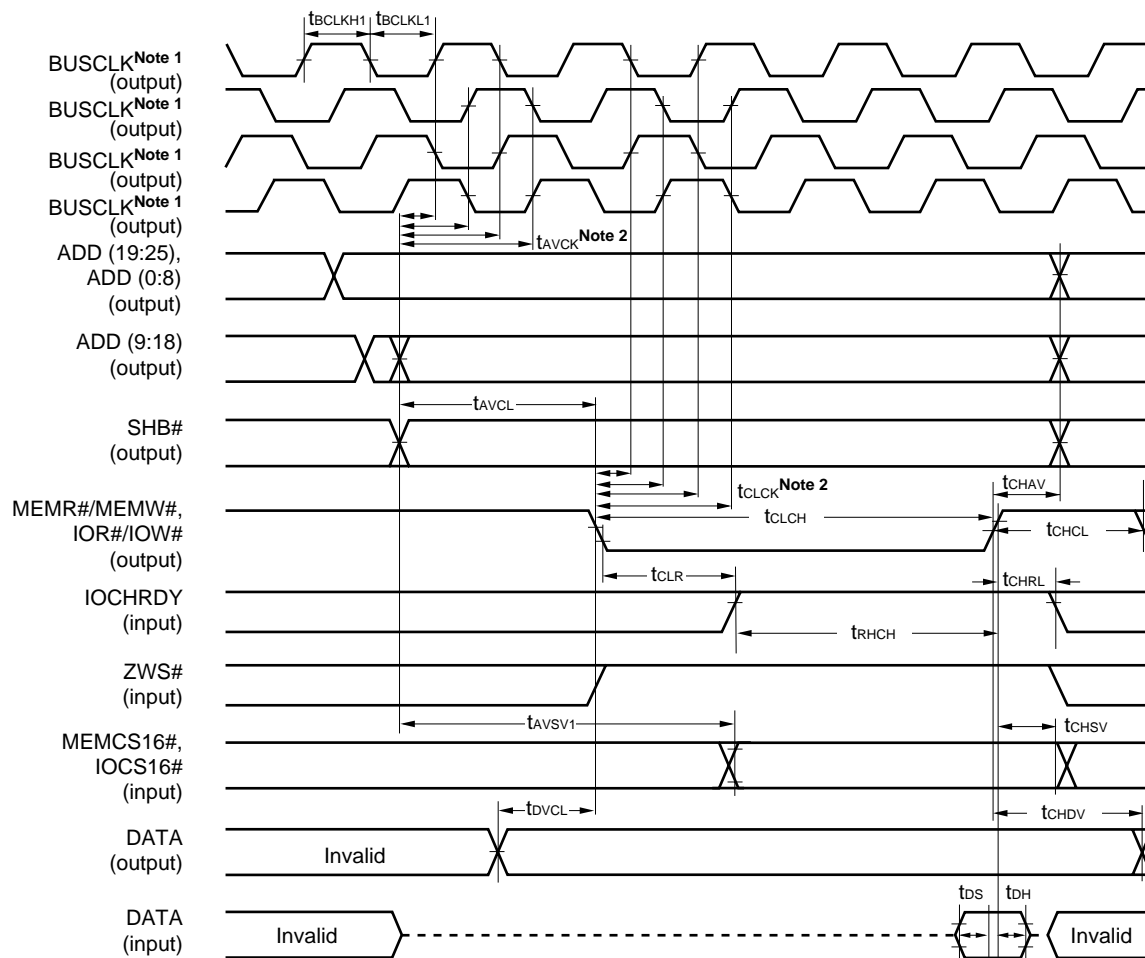 tBCLKH1 tBCLKL1
BUSCLKNote 1
(output)
BUSCLKNote 1
(output)
BUSCLKNote 1
(output)
BUSCLKNote 1
(output)
tAVCKNote 2
ADD (19:25),
ADD (0:8)
(output)
ADD (9:18)
(output)
tAVCL
SHB#
(output)
tCHAV
tCLCKNote 2
MEMR#/MEMW#,
IOR#/IOW#
(output)
tCLCH
tCHCL
tCLR
tCHRL
IOCHRDY
(input)
tRHCH
ZWS#
(input)
tAVSV1
tCHSV
MEMCS16#,
IOCS16#
(input)
tDVCL
tCHDV
DATA
(output)
Invalid
tDS tDH
DATA
(input)
Invalid
Invalid